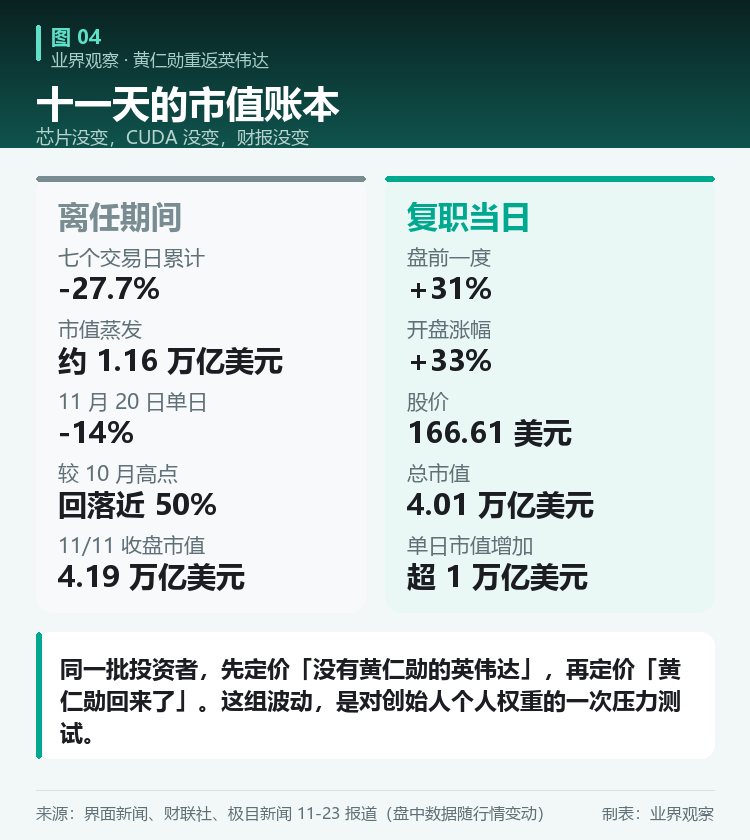 图 04
业界观察 · 黄仁勋重返英伟达
十一天的市值账本
芯片没变，CUDA 没变，财报没变
离任期间
七个交易日累计
-27.7%
市值蒸发
约 1.16 万亿美元
11 月 20 日单日
-14%
较 10 月高点
回落近 50%
11/11 收盘市值
4.19 万亿美元
复职当日
盘前一度
+31%
开盘涨幅
+33%
股价
166.61 美元
总市值
4.01 万亿美元
单日市值增加
超 1 万亿美元
同一批投资者，先定价「没有黄仁勋的英伟达」，再定价「黄
仁勋回来了」。这组波动，是对创始人个人权重的一次压力测
试。
来源：界面新闻、财联社、极目新闻 11-23 报道（盘中数据随行情变动）
制表：业界观察